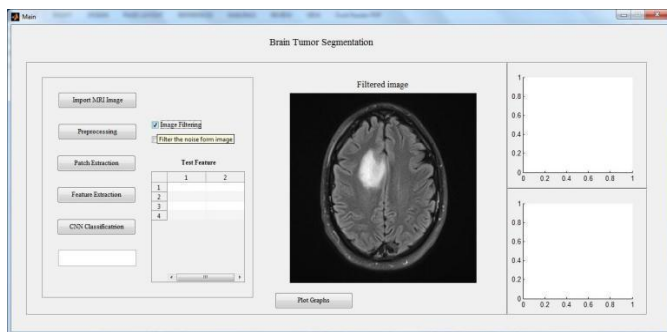 Main
Brain Tumor Segmentation
Import MRI Image
Preprocessing
Patch Extraction
Feature Extraction
CNN Classification
Image Filtering
Filter the noise form image
Test Feature
1 2
1
2
3
4
Filtered image
Plot Graphs
1
0.8
0.6
0.4
0.2
0
0 0.2 0.4 0.6 0.8 1
1
0.8
0.6
0.4
0.2
0
0 0.2 0.4 0.6 0.8 1